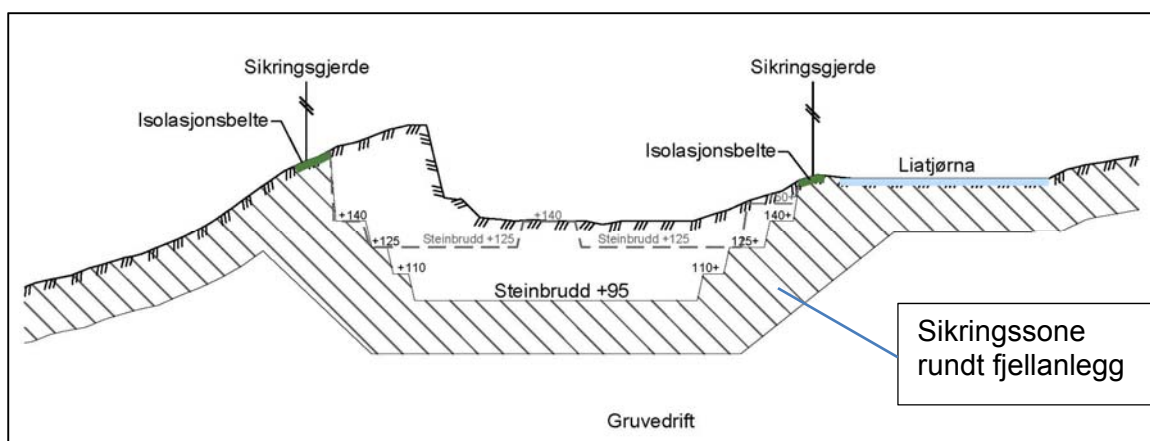 Sikringsgjerde
Sikringsgjerde
Isolasjonsbelte
Isolasjonsbelte
Liatjørna
50+
+140
+140
140+
+125
Steinbrudd +125
Steinbrudd +125
125+
+110
110+
Steinbrudd +95
Sikringssone
rundt fjellanlegg
Gruvedrift